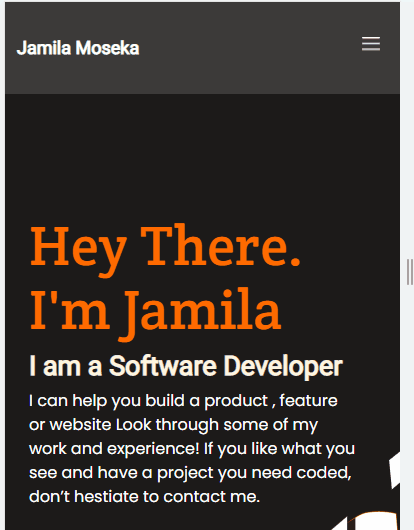 Jamila Moseka
Hey There.
I'm Jamila
I am a Software Developer
I can help you build a product , feature
or website Look through some of my
work and experience! If you like what you
see and have a project you need coded,
don’t hestiate to contact me.